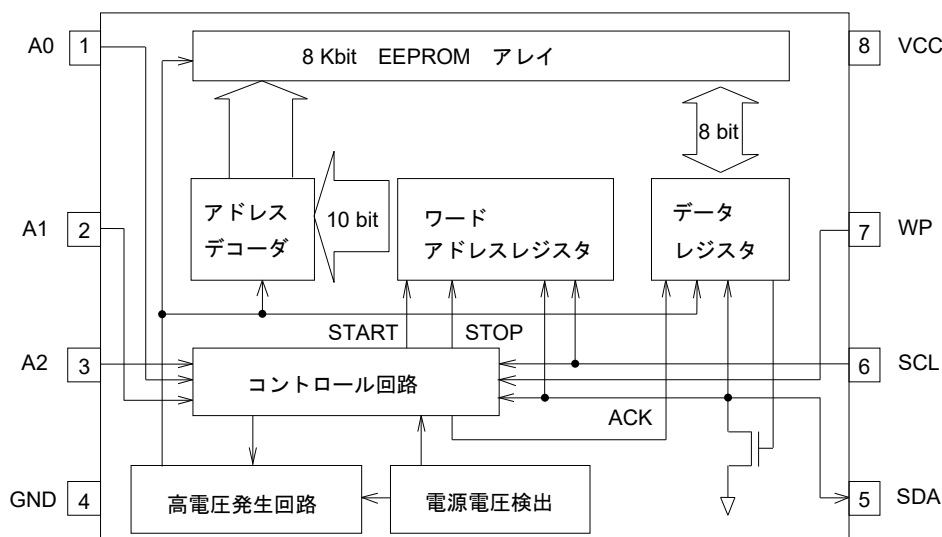 A0 1
8 Kbit EEPROM アレイ
8 VCC
8 bit
A1 2
アドレス
デコーダ
10 bit
ワード
アドレスレジスタ
データ
レジスタ
7 WP
START
STOP
A2 3
コントロール回路
6 SCL
ACK
GND 4
高電圧発生回路
電源電圧検出
5 SDA